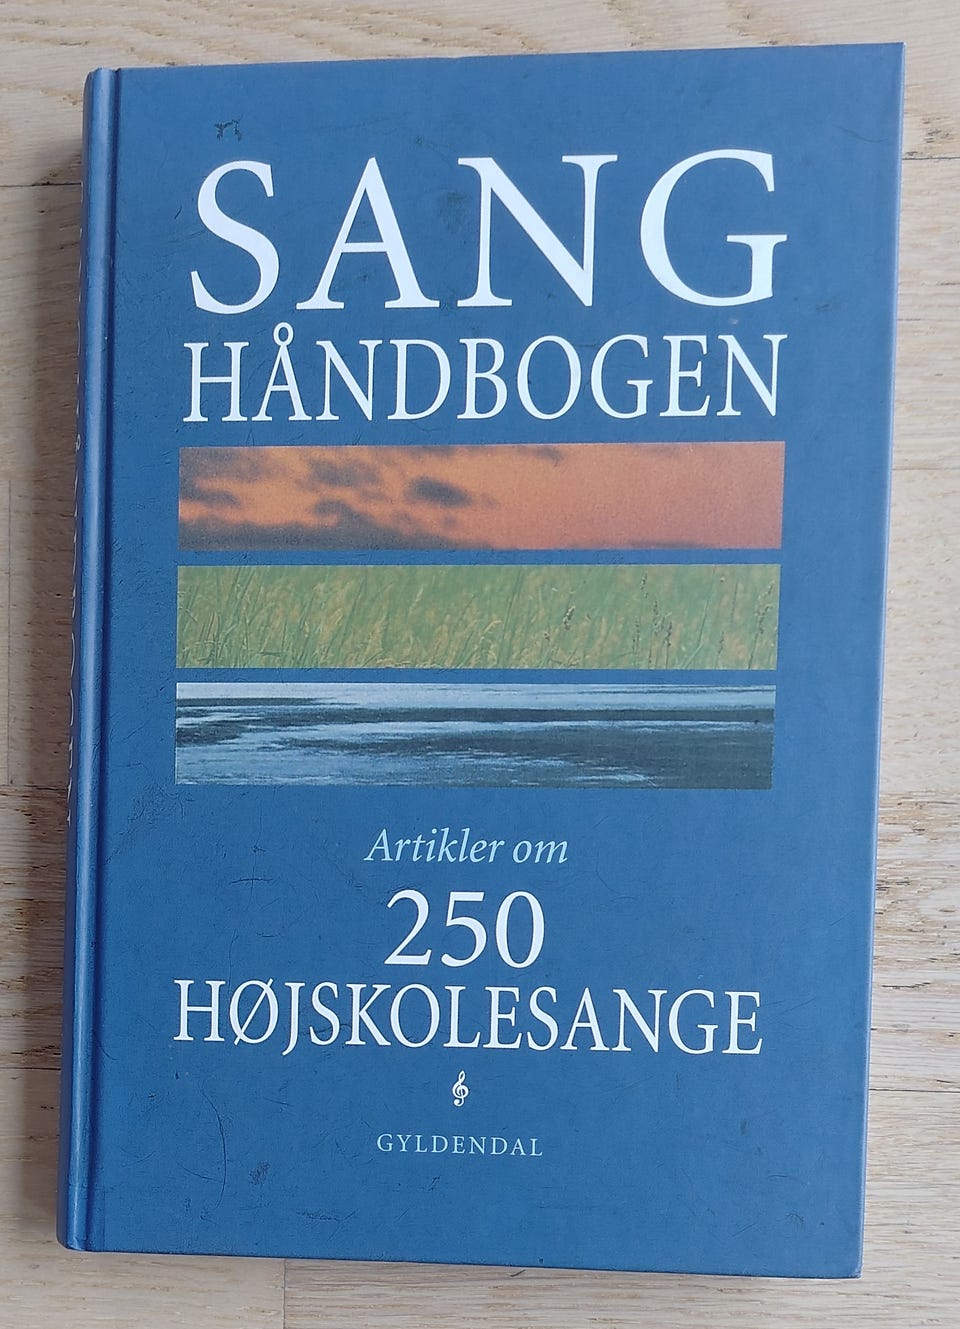 SANG
HÅNDBOGEN
Artikler om
250
HØJSKOLESANGE
GYLDENDAL